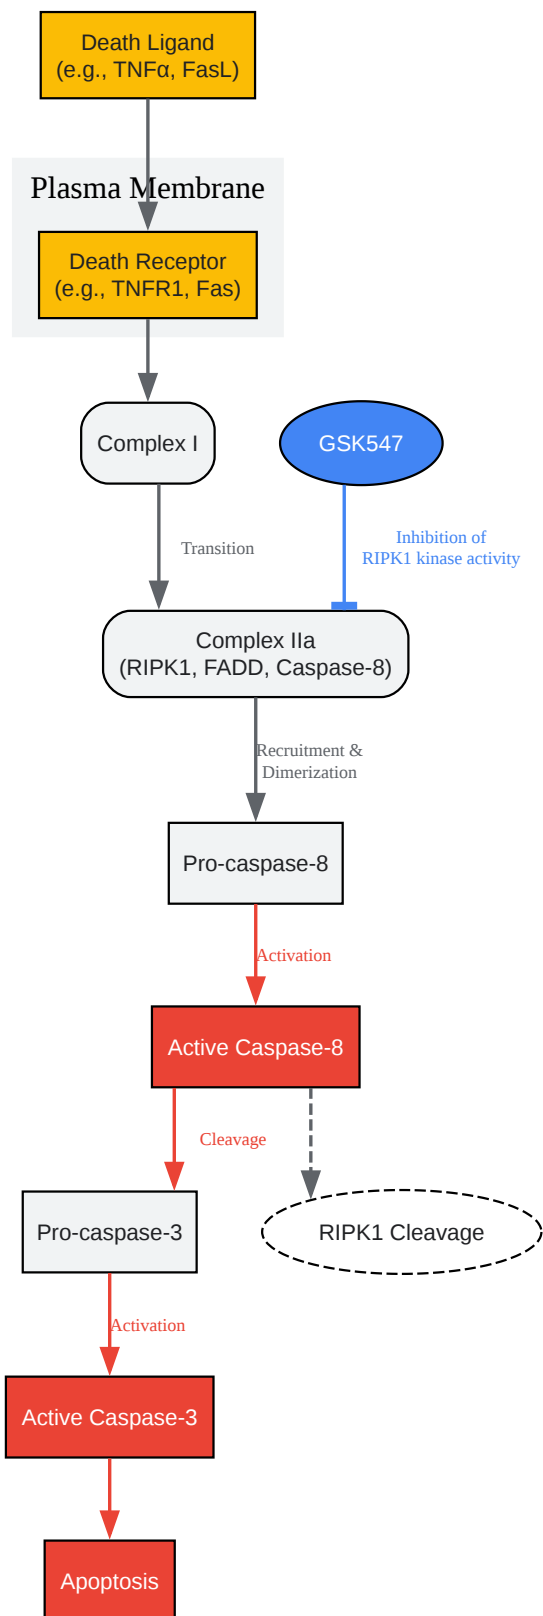 Death Ligand
(e.g., TNFα, FasL)
Plasma Membrane
Death Receptor
(e.g., TNFR1, Fas)
Complex I
GSK547
Transition
Inhibition of
RIPK1 kinase activity
Complex IIa
(RIPK1, FADD, Caspase-8)
Recruitment &
Dimerization
Pro-caspase-8
Activation
Active Caspase-8
Cleavage
Pro-caspase-3
RIPK1 Cleavage
Activation
Active Caspase-3
Apoptosis